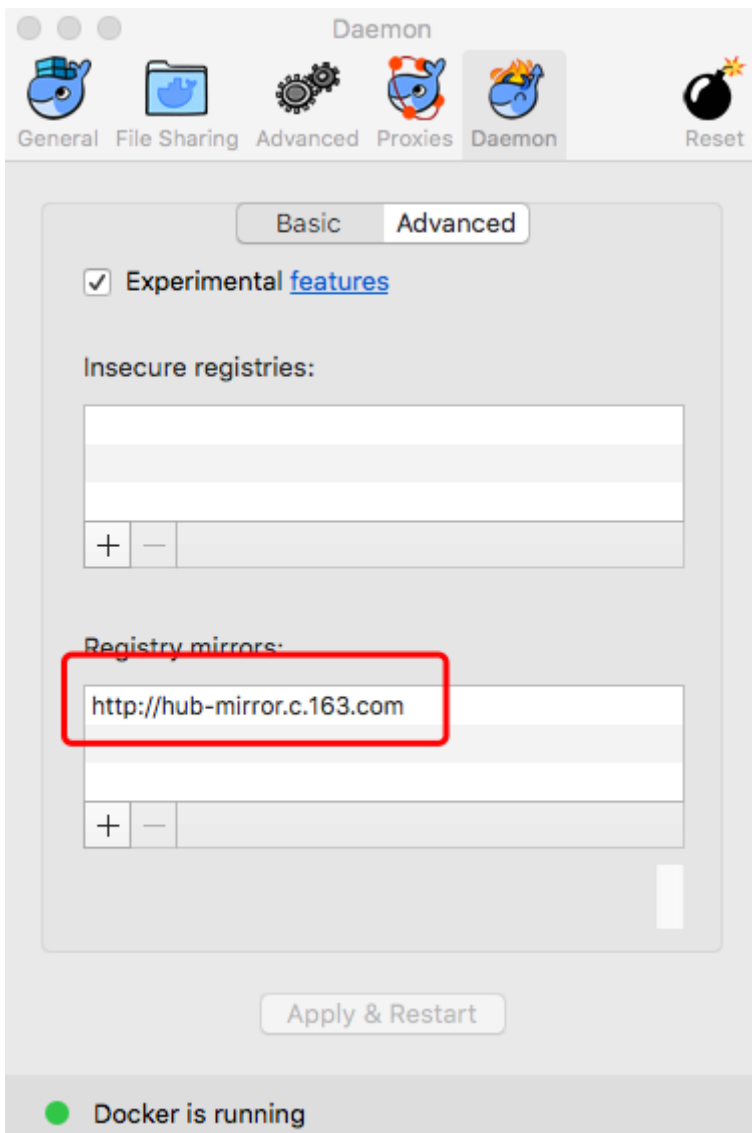 Daemon
General File Sharing Advanced Proxies Daemon Reset
Basic Advanced
Experimental features
Insecure registries:
+ −
Registry mirrors:
http://hub-mirror.c.163.com
+ −
Apply & Restart
Docker is running